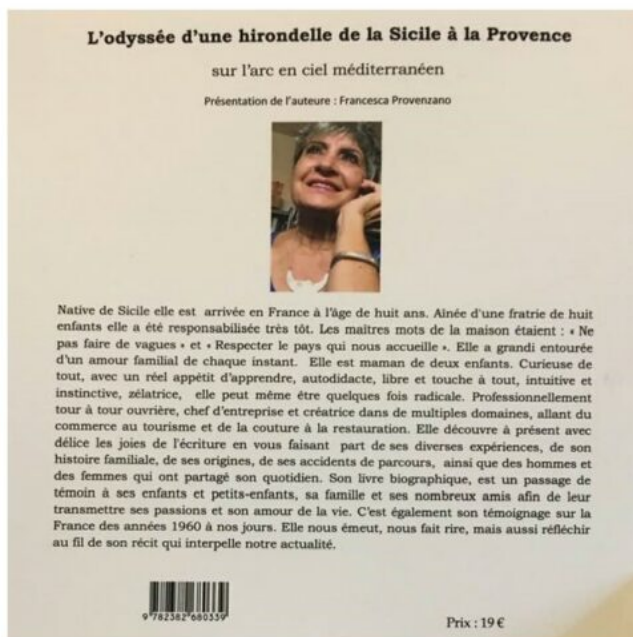 L'odyssée d'une hirondelle de la Sicile à la Provence
sur l'arc en ciel méditerranéen
Présentation de l'auteure : Francesca Provenzano
Native de Sicile elle est arrivée en France à l'âge de huit ans. Aînée d'une fratrie de huit
enfants elle a été responsabilisée très tôt. Les maîtres mots de la maison étaient : « Ne
pas faire de vagues » et « Respecter le pays qui nous accueille ». Elle a grandi entourée
d'un amour familial de chaque instant. Elle est maman de deux enfants. Curieuse de
tout, avec un réel appétit d'apprendre, autodidacte, libre et touche à tout, intuitive et
instinctive, zélatrice, elle peut même être quelques fois radicale. Professionnellement
tour à tour ouvrière, chef d'entreprise et créatrice dans de multiples domaines, allant du
commerce au tourisme et de la couture à la restauration. Elle découvre à présent avec
délice les joies de l'écriture en vous faisant part de ses diverses expériences, de son
histoire familiale, de ses origines, de ses accidents de parcours, ainsi que des hommes et
des femmes qui ont partagé son quotidien. Son livre biographique, est un passage de
témoin à ses enfants et petits-enfants, sa famille et ses nombreux amis afin de leur
transmettre ses passions et son amour de la vie. C'est également son témoignage sur la
France des années 1960 à nos jours. Elle nous émeut, nous fait rire, mais aussi réfléchir
au fil de son récit qui interpelle notre actualité.
9 782382 680339
Prix : 19 €